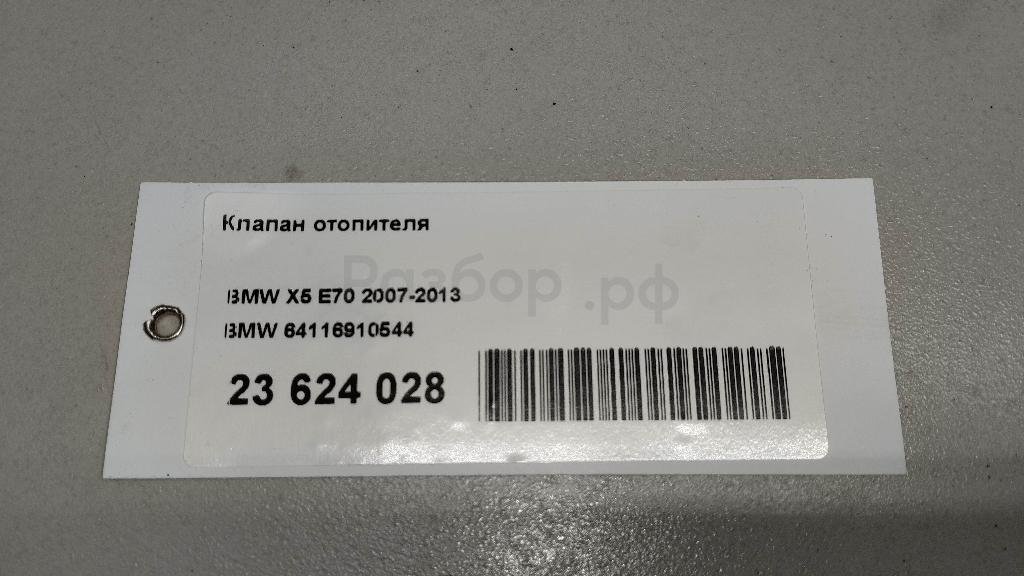 Клапан отопителя
Разбор.рф
BMW X5 E70 2007-2013
BMW 64116910544
23 624 028